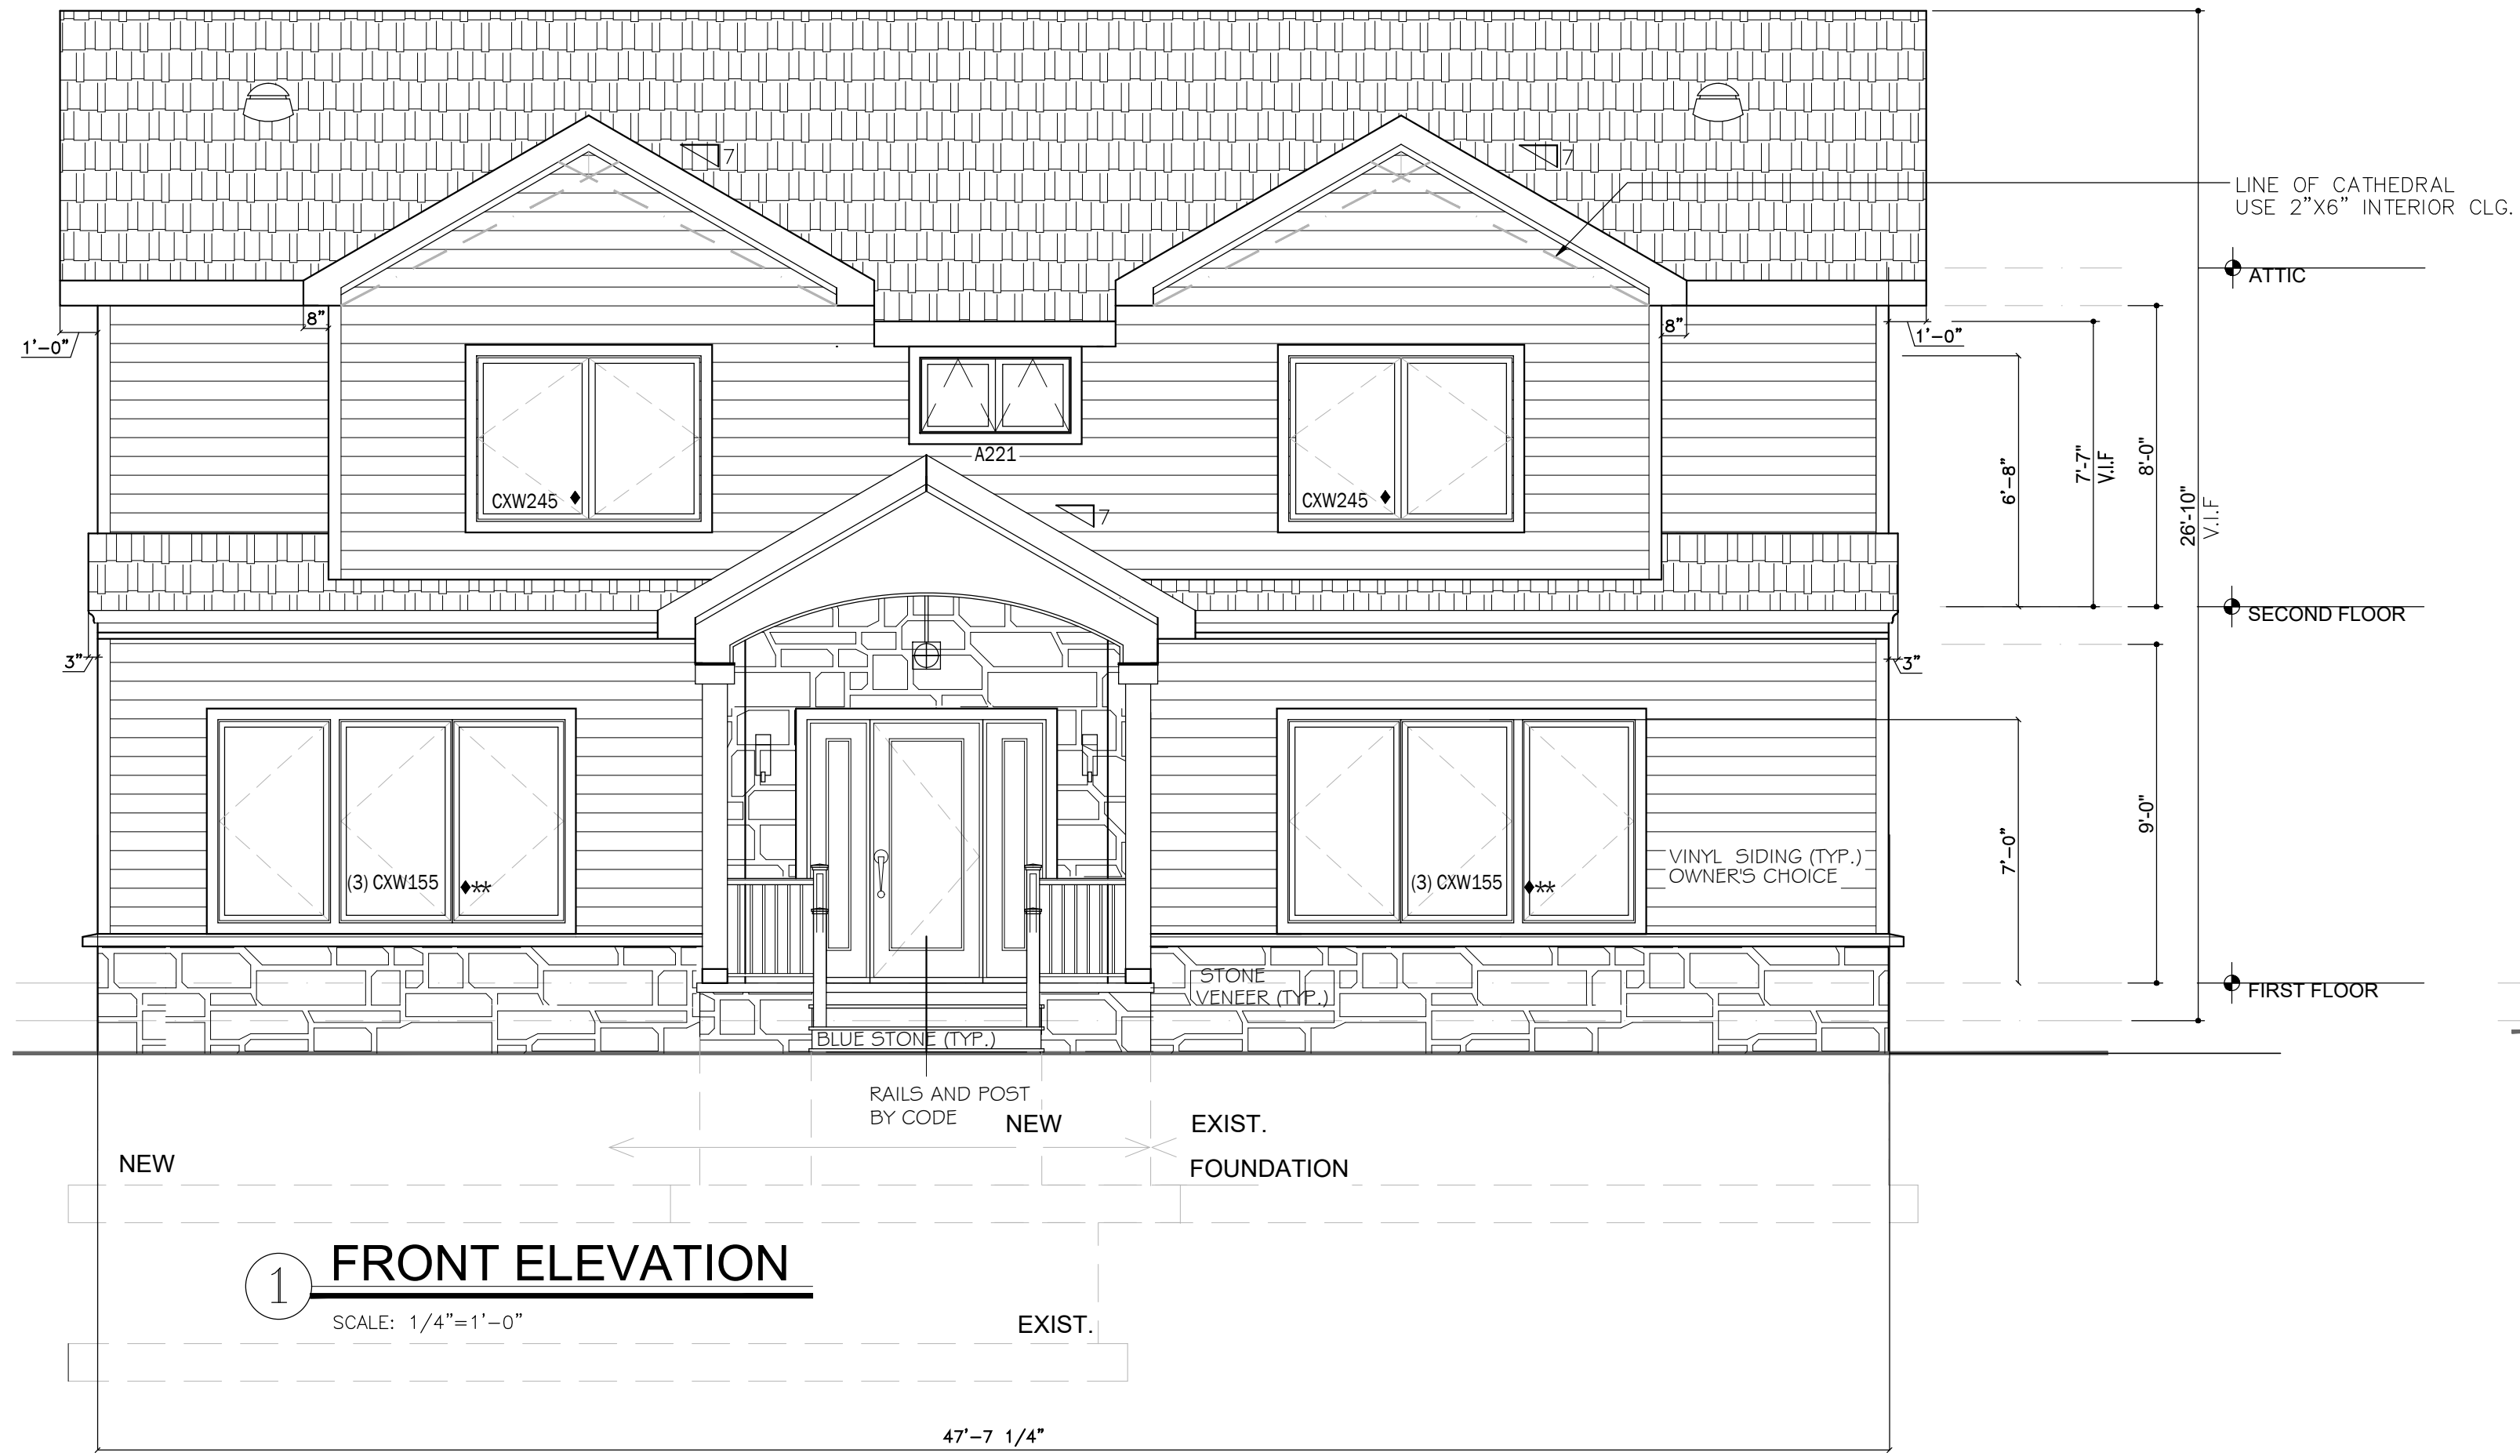 7
7
LINE OF CATHEDRAL
USE 2"X6" INTERIOR CLG.
ATTIC
8"
8"
1'-0"
1'-0"
A221
CXW245 ♦
CXW245 ♦
7
6'-8"
7'-7"
V.I.F
8'-0"
26'-10"
V.I.F
SECOND FLOOR
3"
3"
(3) CXW155 ♦**
(3) CXW155 ♦**
VINYL SIDING (TYP.)
OWNER'S CHOICE
7'-0"
9'-0"
STONE
VENEER (TYP.)
FIRST FLOOR
BLUE STONE (TYP.)
RAILS AND POST
BY CODE
NEW
EXIST.
NEW
FOUNDATION
1
FRONT ELEVATION
SCALE: 1/4"=1'-0"
EXIST.
47'-7 1/4"